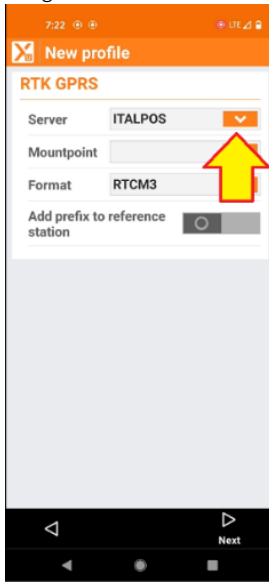 7:22 LTE
New profile
RTK GPRS
Server ITALPOS
Mountpoint
Format RTCM3
Add prefix to reference
station
Next